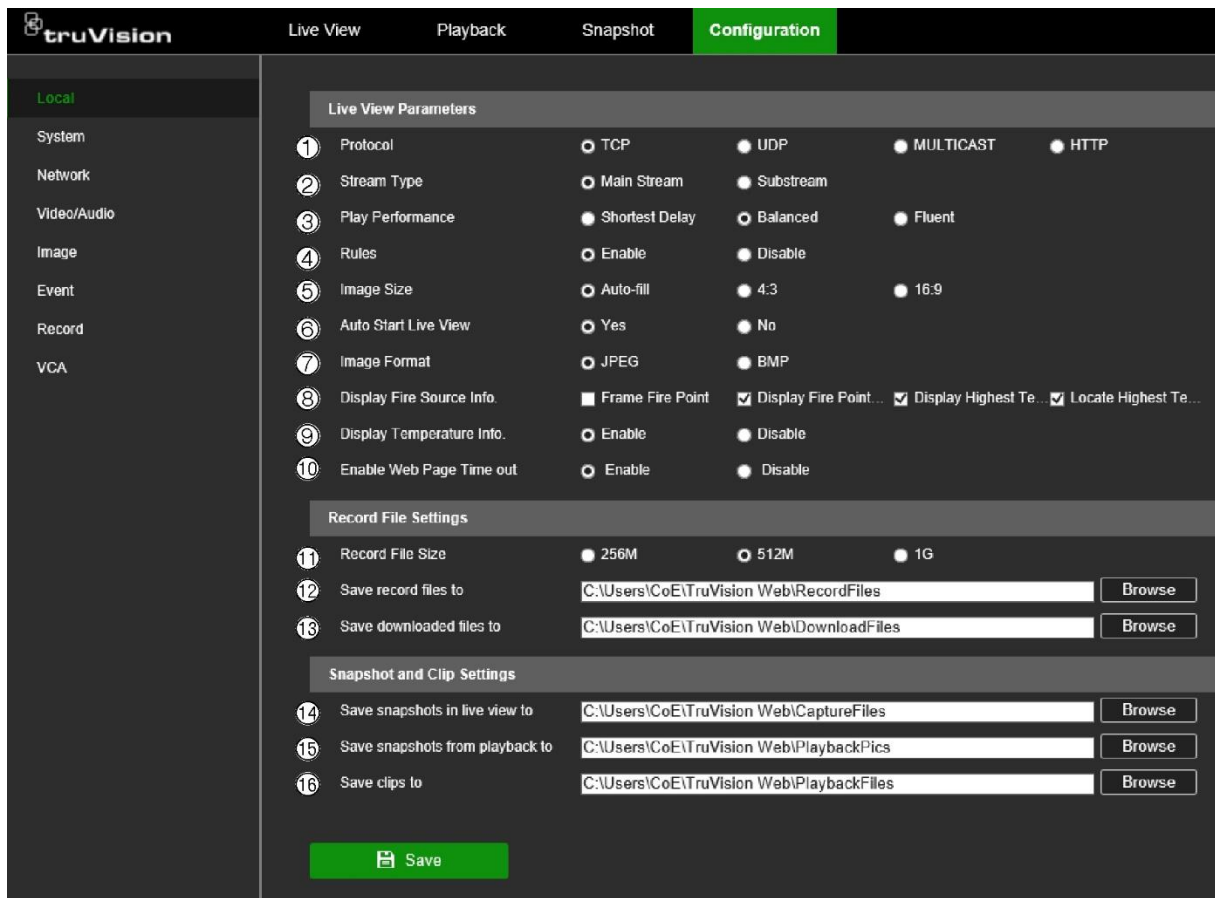 truVision Live View Playback Snapshot Configuration
Local
System
Network
Video/Audio
Image
Event
Record
VCA
Live View Parameters
1 Protocol TCP UDP MULTICAST HTTP
2 Stream Type Main Stream Substream
3 Play Performance Shortest Delay Balanced Fluent
4 Rules Enable Disable
5 Image Size Auto-fill 4:3 16:9
6 Auto Start Live View Yes No
7 Image Format JPEG BMP
8 Display Fire Source Info. Frame Fire Point Display Fire Point... Display Highest Te... Locate Highest Te...
9 Display Temperature Info. Enable Disable
10 Enable Web Page Time out Enable Disable
Record File Settings
11 Record File Size 256M 512M 1G
12 Save record files to C:\Users\CoE\TruVision Web\RecordFiles Browse
13 Save downloaded files to C:\Users\CoE\TruVision Web\DownloadFiles Browse
Snapshot and Clip Settings
14 Save snapshots in live view to C:\Users\CoE\TruVision Web\CaptureFiles Browse
15 Save snapshots from playback to C:\Users\CoE\TruVision Web\PlaybackPics Browse
16 Save clips to C:\Users\CoE\TruVision Web\PlaybackFiles Browse
Save